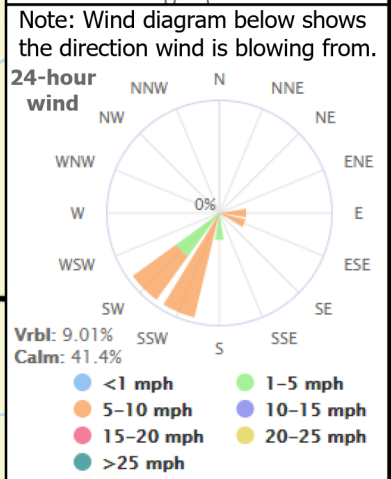 Note: Wind diagram below shows
the direction wind is blowing from.
24-hour
wind
N
NNW
NNE
NW
NE
WNW
ENE
0%
W
E
WSW
ESE
SW
SE
SSW
SSE
S
Vrbl: 9.01%
Calm: 41.4%
<1 mph
1–5 mph
5–10 mph
10–15 mph
15–20 mph
20–25 mph
>25 mph